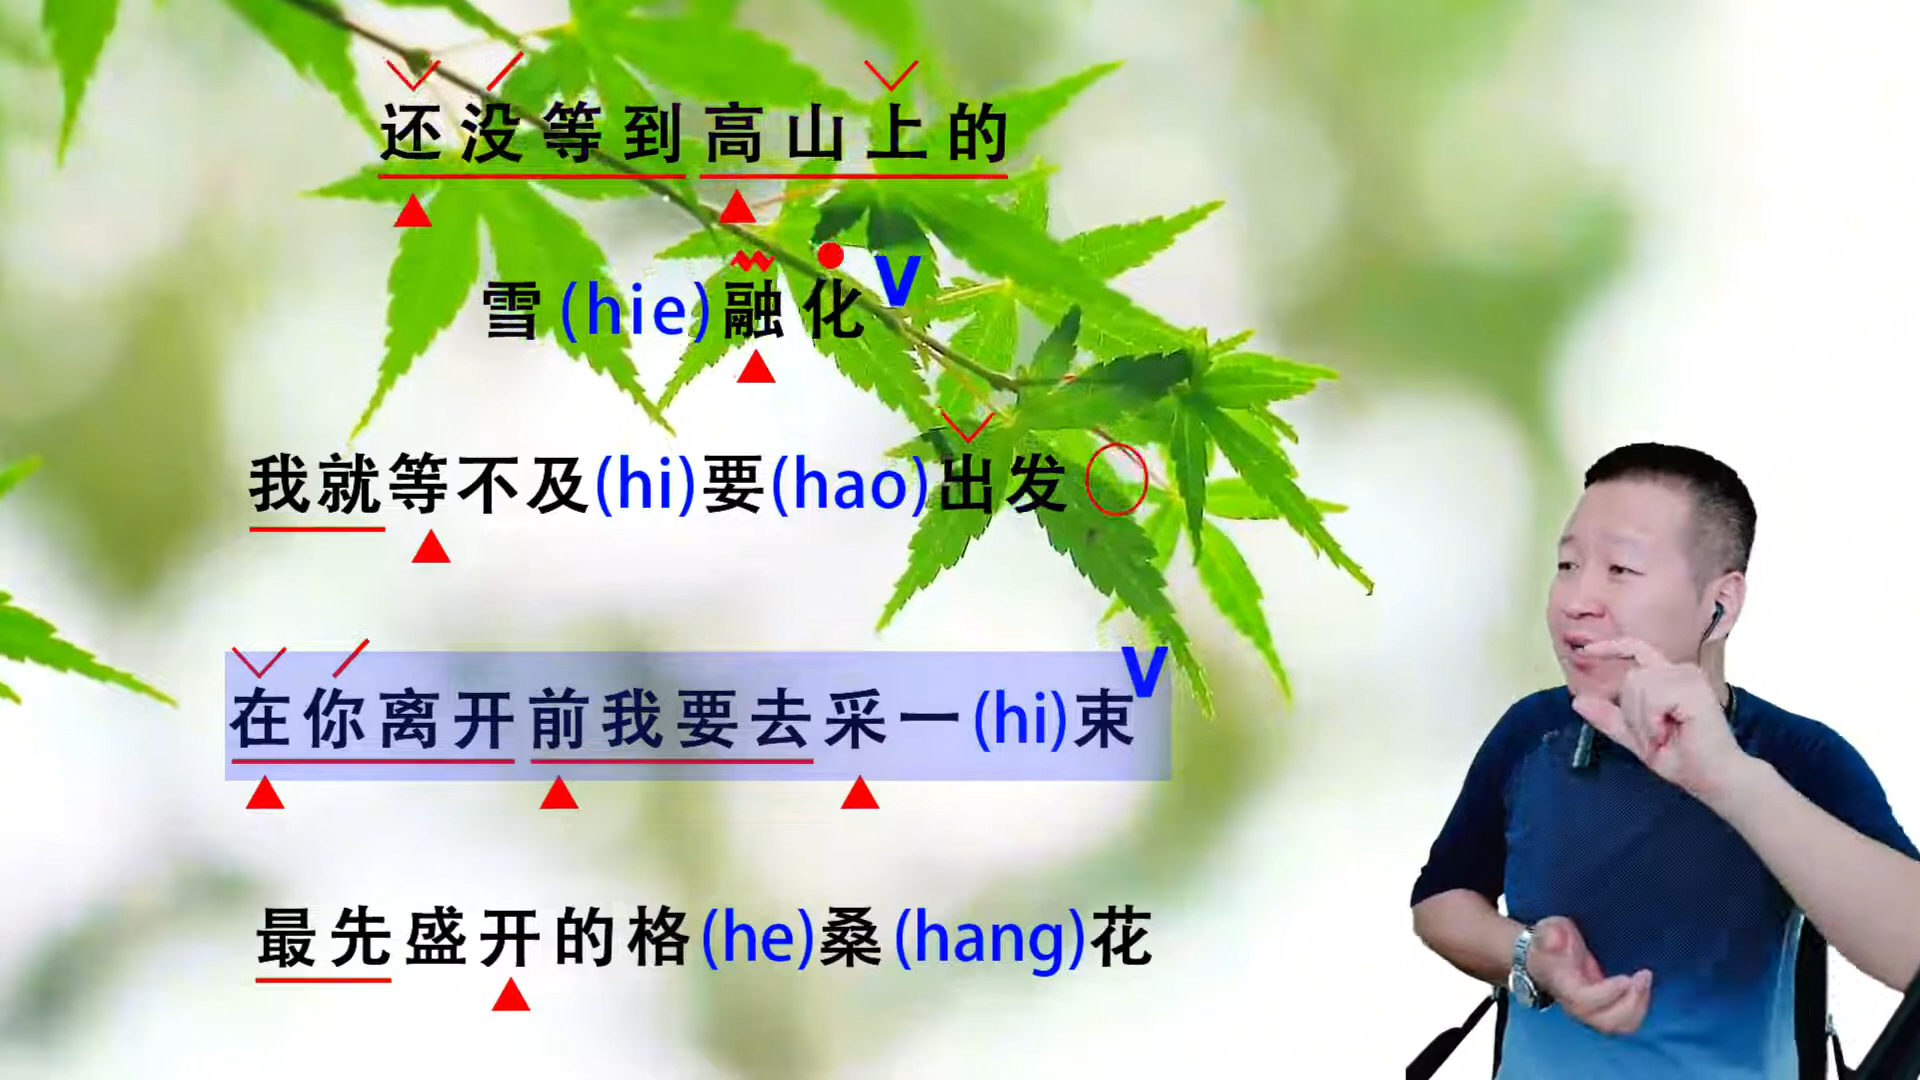 还没等到高山上的
雪(hie)融化V
我就等不及(hi)要(hao)出发
在你离开前我要去采一(hi)束V
最先盛开的格(he)桑(hang)花